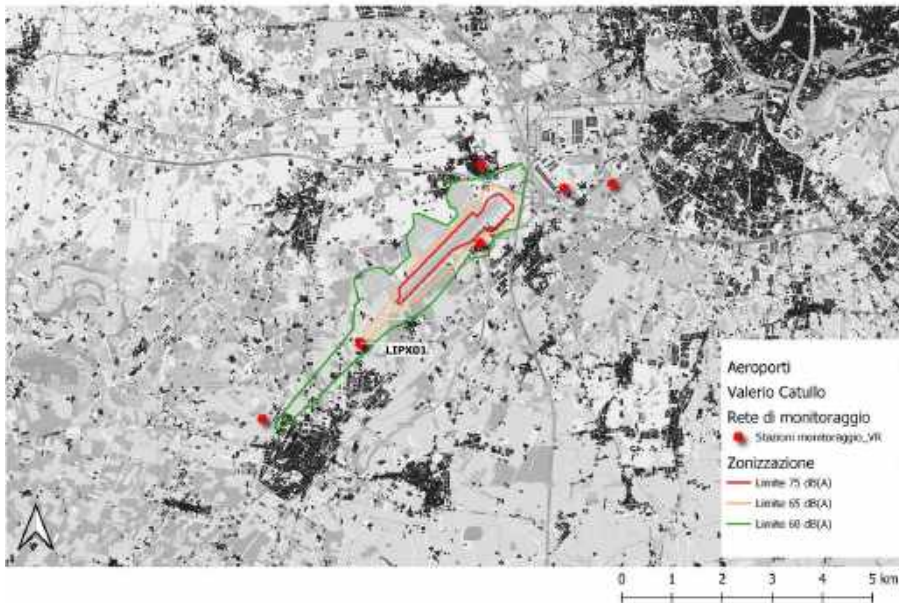 LIPX01
Aeroporti
Valerio Catullo
Rete di monitoraggio
Stazioni monitoraggio_VR
Zonizzazione
Limite 75 dB(A)
Limite 65 dB(A)
Limite 60 dB(A)
0 1 2 3 4 5 km